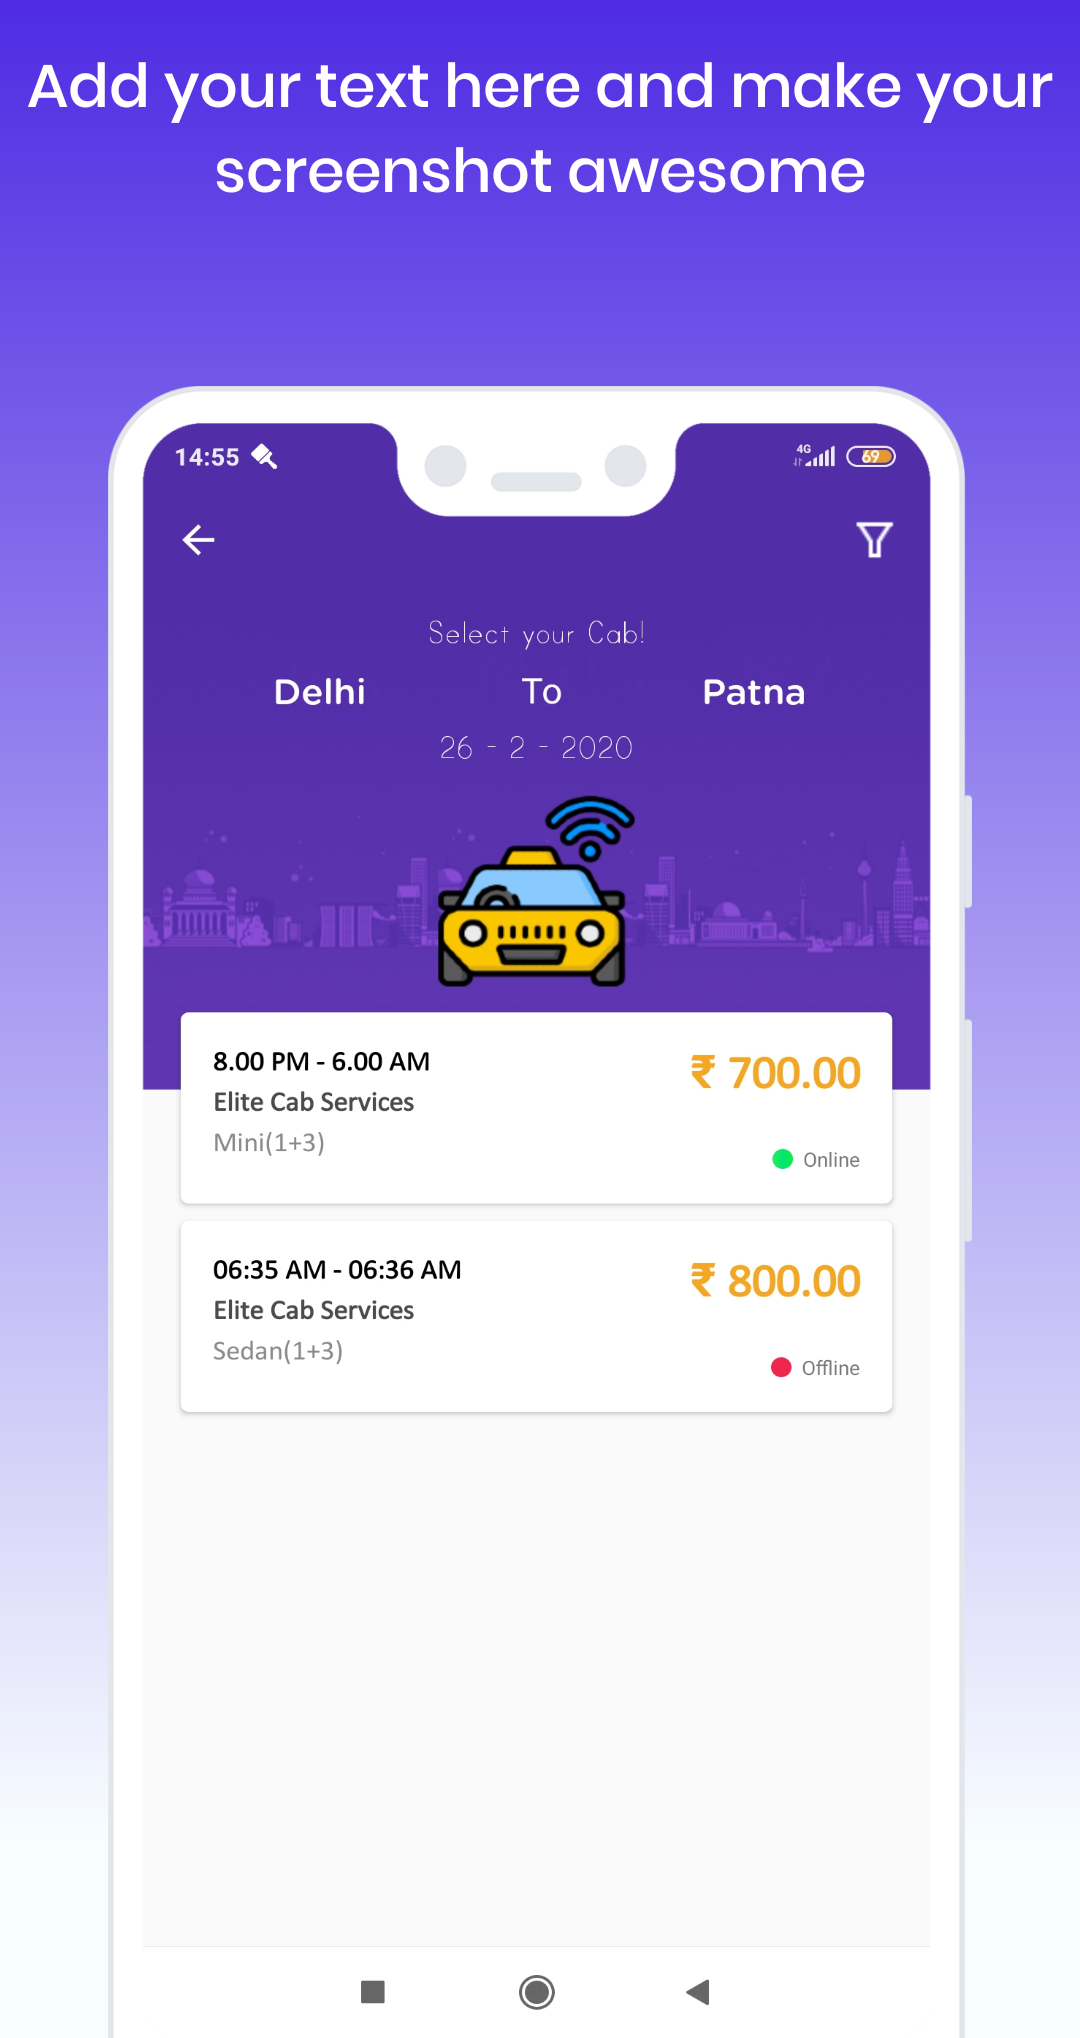 Add your text here and make your
screenshot awesome
14:55
4G
69
Select your Cab!
Delhi To Patna
26 - 2 - 2020
8.00 PM - 6.00 AM
₹ 700.00
Elite Cab Services
Mini(1+3)
Online
06:35 AM - 06:36 AM
₹ 800.00
Elite Cab Services
Sedan(1+3)
Offline